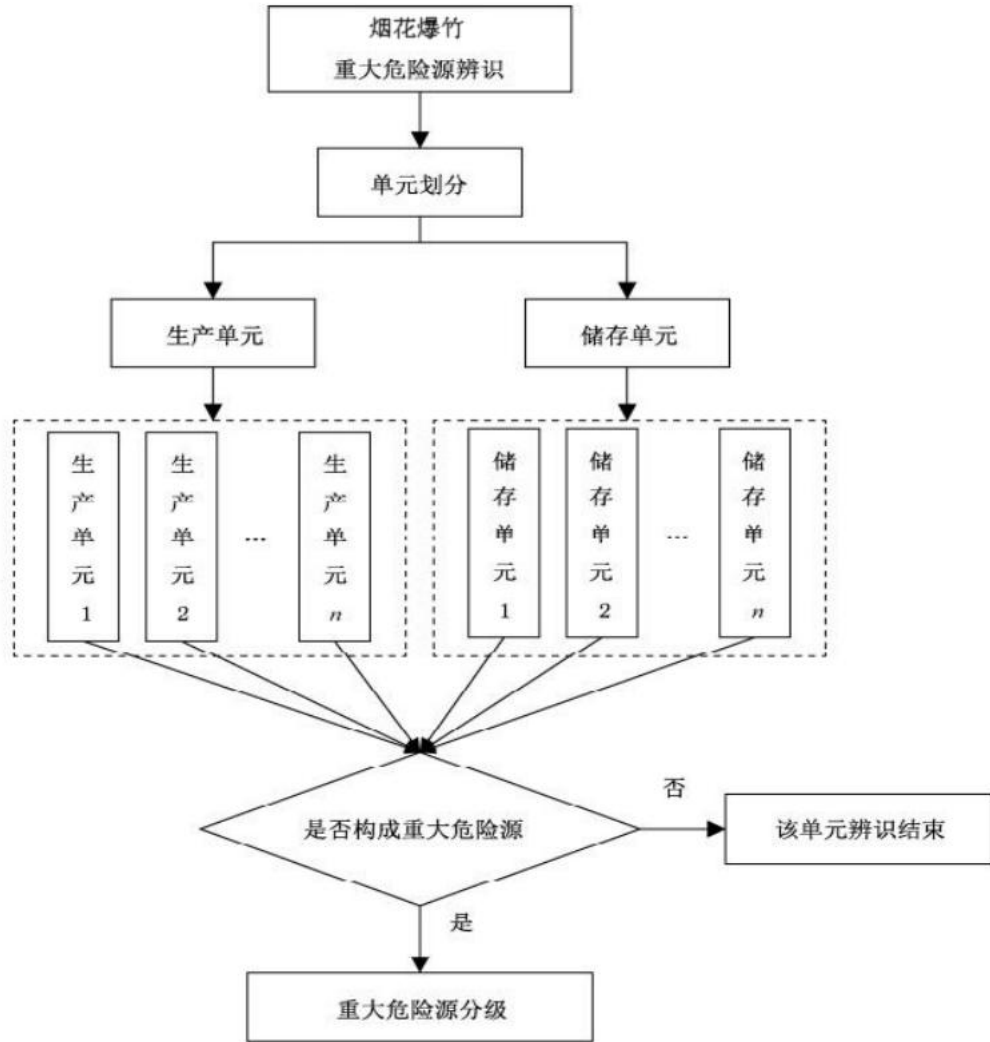 烟花爆竹
重大危险源辨识
单元划分
生产单元
储存单元
生产单元1
生产单元2
…
生产单元n
储存单元1
储存单元2
…
储存单元n
是否构成重大危险源
否
该单元辨识结束
是
重大危险源分级